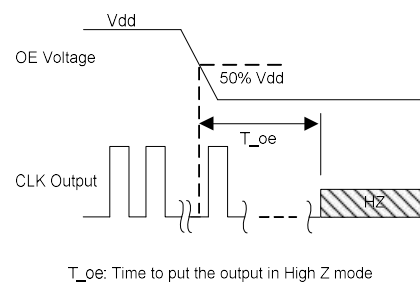 Vdd
OE Voltage
50% Vdd
T_oe
CLK Output
HZ
T_oe: Time to put the output in High Z mode